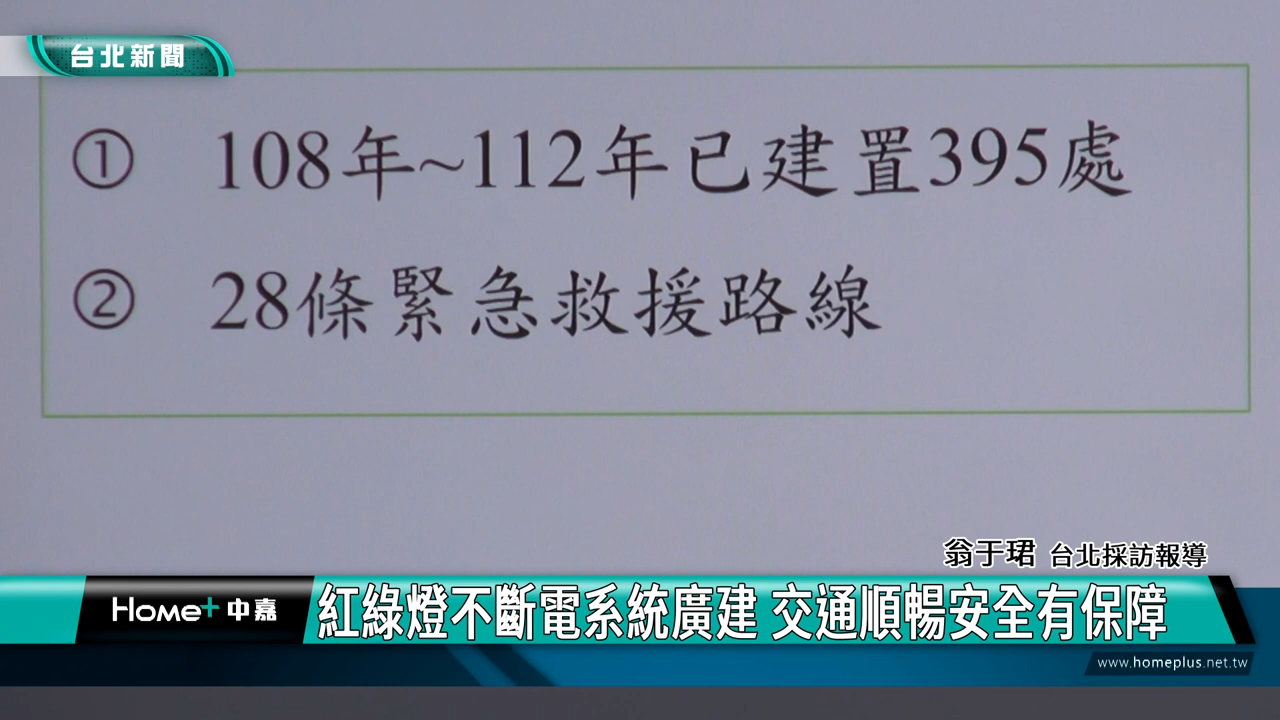 台北新聞
① 108年~112年已建置395處
② 28條緊急救援路線
翁于珺 台北採訪報導
Home+中嘉 紅綠燈不斷電系統廣建 交通順暢安全有保障
www.homeplus.net.tw